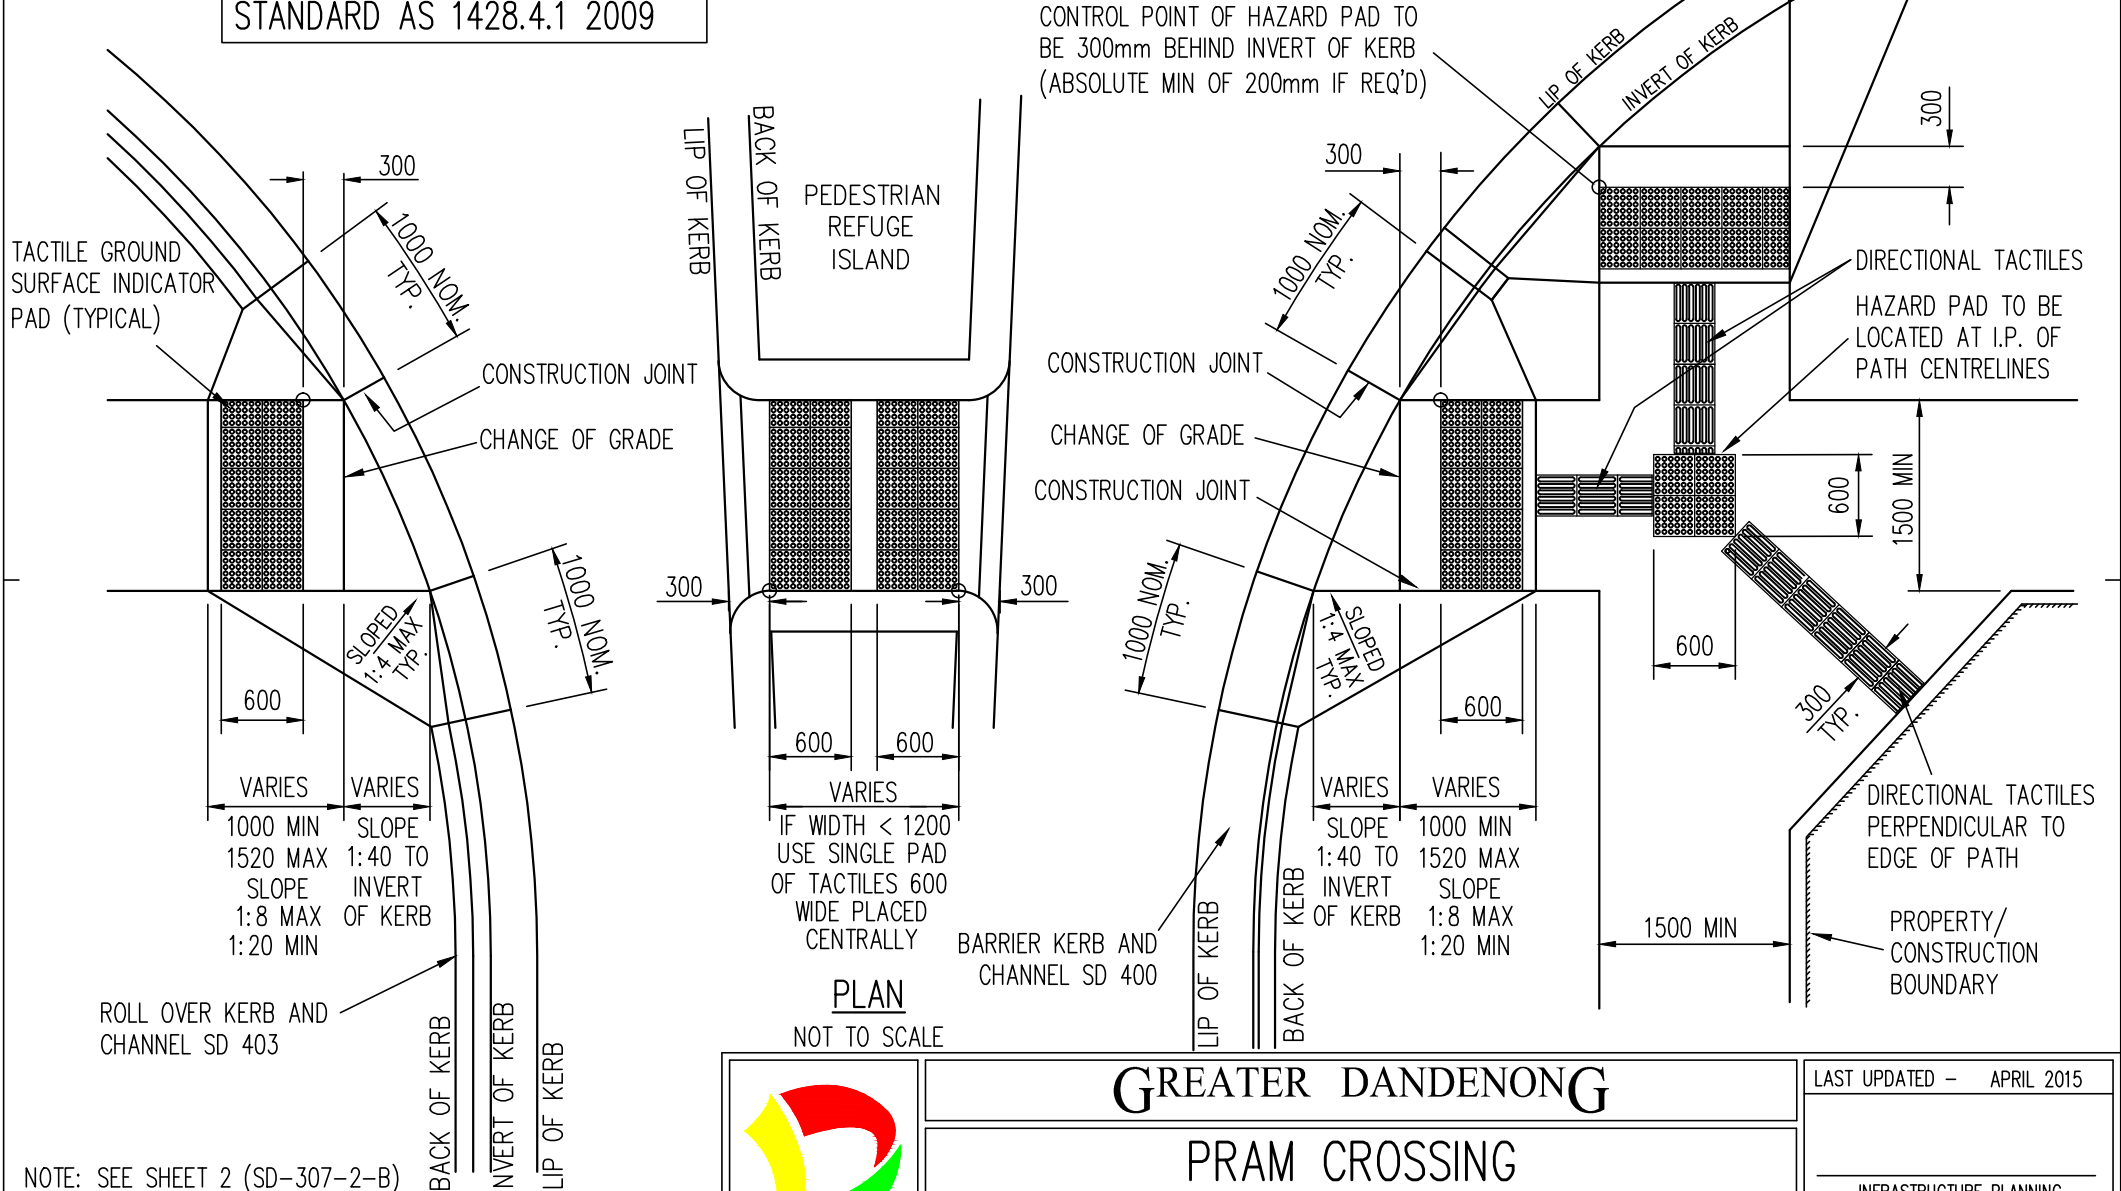 STANDARD AS 1428.4.1 2009
CONTROL POINT OF HAZARD PAD TO
BE 300mm BEHIND INVERT OF KERB
(ABSOLUTE MIN OF 200mm IF REQ'D)
LIP OF KERB
INVERT OF KERB
300
300
300
1000 NOM.
TYP.
TACTILE GROUND
SURFACE INDICATOR
PAD (TYPICAL)
LIP OF KERB
BACK OF KERB
PEDESTRIAN
REFUGE
ISLAND
1000 NOM.
TYP.
DIRECTIONAL TACTILES
HAZARD PAD TO BE
LOCATED AT I.P. OF
PATH CENTRELINES
CONSTRUCTION JOINT
CHANGE OF GRADE
CONSTRUCTION JOINT
CHANGE OF GRADE
CONSTRUCTION JOINT
600
1500 MIN
1000 NOM.
TYP.
300
300
1000 NOM.
TYP.
SLOPED
1:4 MAX
TYP.
SLOPED
1:4 MAX
TYP.
600
600
600
600
600
300
TYP.
VARIES
1000 MIN
1520 MAX
SLOPE
1:8 MAX
1:20 MIN
VARIES
SLOPE
1:40 TO
INVERT
OF KERB
VARIES
IF WIDTH < 1200
USE SINGLE PAD
OF TACTILES 600
WIDE PLACED
CENTRALLY
VARIES
SLOPE
1:40 TO
INVERT
OF KERB
VARIES
1000 MIN
1520 MAX
SLOPE
1:8 MAX
1:20 MIN
DIRECTIONAL TACTILES
PERPENDICULAR TO
EDGE OF PATH
1500 MIN
PROPERTY/
CONSTRUCTION
BOUNDARY
BARRIER KERB AND
CHANNEL SD 400
LIP OF KERB
BACK OF KERB
ROLL OVER KERB AND
CHANNEL SD 403
BACK OF KERB
INVERT OF KERB
LIP OF KERB
PLAN
NOT TO SCALE
NOTE: SEE SHEET 2 (SD-307-2-B)
GREATER DANDENONG
PRAM CROSSING
LAST UPDATED - APRIL 2015
INFRASTRUCTURE PLANNING